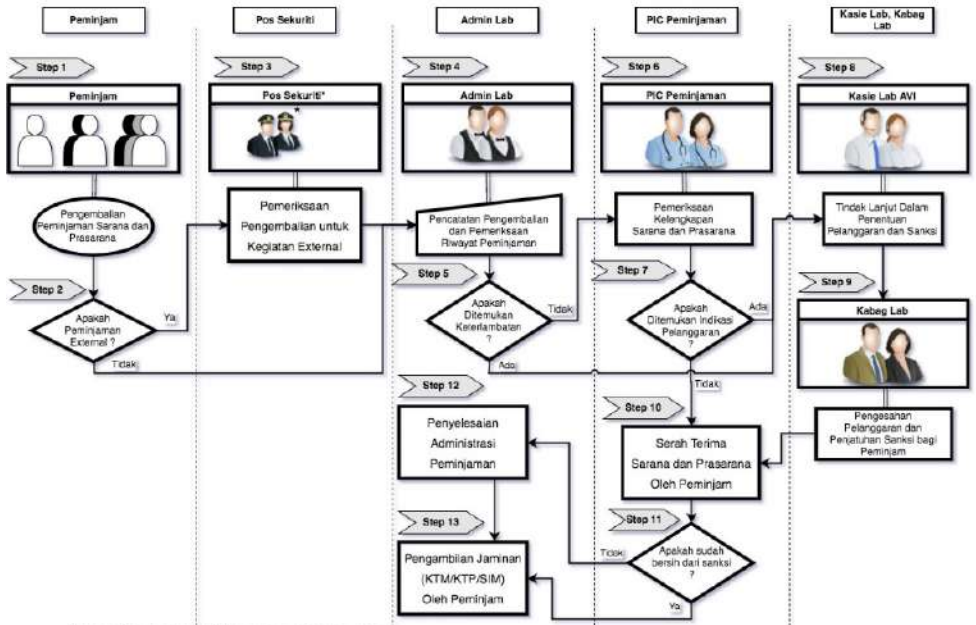 Peminjam
Pos Sekuriti
Admin Lab
PIC Peminjaman
Kasie Lab, Kabag
Lab
Step 1
Step 3
Step 4
Step 6
Step 8
Peminjam
Pos Sekuriti*
Admin Lab
PIC Peminjaman
Kasie Lab AVI
*
Pengembalian
Peminjaman Sarana dan
Prasarana
Pemeriksaan
Pengembalian untuk
Kegiatan External
Pencatatan Pengembalian
dan Pemeriksaan
Riwayat Peminjaman
Pemeriksaan
Kelengkapan
Sarana dan Prasarana
Tindak Lanjut Dalam
Penentuan
Pelanggaran dan Sanksi
Step 2
Step 5
Step 7
Step 9
Apakah
Peminjaman
External ?
Ya
Tidak
Apakah
Ditemukan
Keterlambatan
?
Tidak
Ada
Apakah
Ditemukan Indikasi
Pelanggaran
?
Ada
Tidak
Kabag Lab
Step 12
Step 10
Penyelesaian
Administrasi
Peminjaman
Serah Terima
Sarana dan Prasarana
Oleh Peminjam
Pengesahan
Pelanggaran dan
Penjatuhan Sanksi bagi
Peminjam
Step 13
Step 11
Pengambilan Jaminan
(KTM/KTP/SIM)
Oleh Peminjam
Tidak
Apakah sudah
bersih dari sanksi
?
Ya